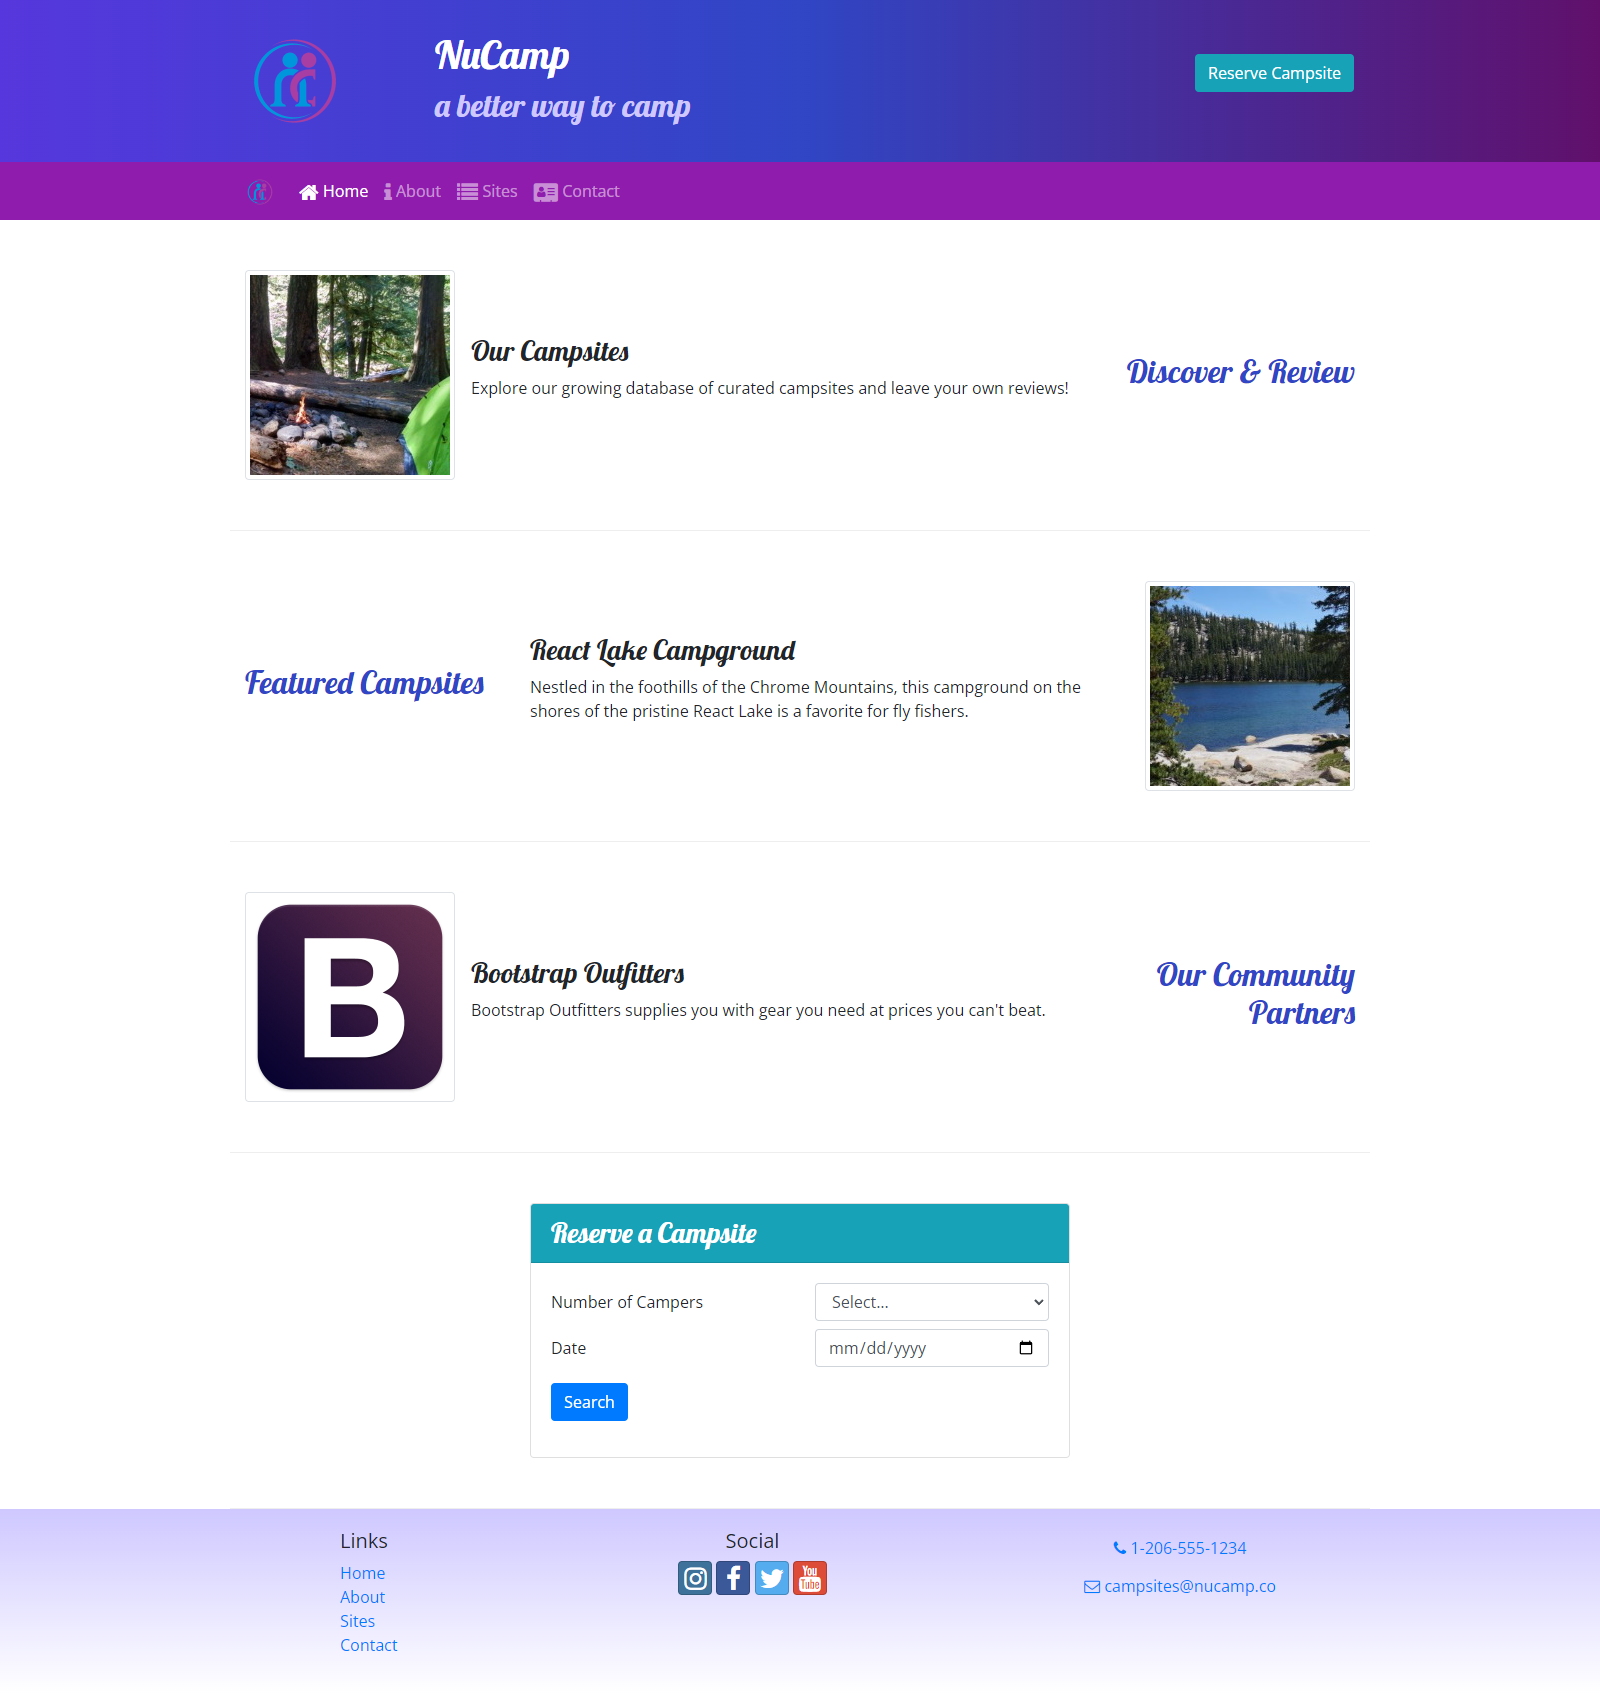 NuCamp
a better way to camp
Reserve Campsite
Home
About
Sites
Contact
Our Campsites
Explore our growing database of curated campsites and leave your own reviews!
Discover & Review
Featured Campsites
React Lake Campground
Nestled in the foothills of the Chrome Mountains, this campground on the
shores of the pristine React Lake is a favorite for fly fishers.
B
Bootstrap Outfitters
Bootstrap Outfitters supplies you with gear you need at prices you can't beat.
Our Community
Partners
Reserve a Campsite
Number of Campers
Select...
Date
mm/dd/yyyy
Search
Links
Home
About
Sites
Contact
Social
You
Tube
1-206-555-1234
campsites@nucamp.co